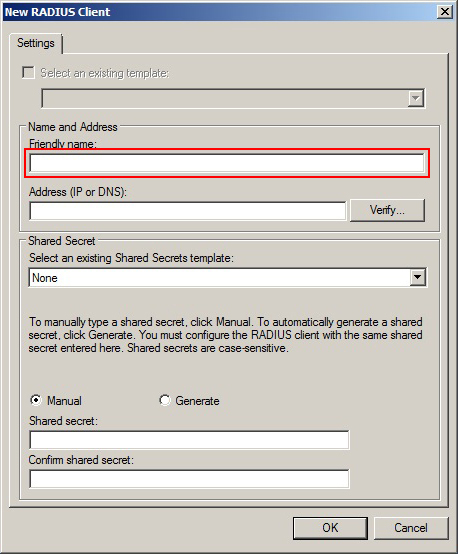 New RADIUS Client
Settings
Select an existing template:
Name and Address
Friendly name:
Address (IP or DNS):
Verify...
Shared Secret
Select an existing Shared Secrets template:
None
To manually type a shared secret, click Manual. To automatically generate a shared
secret, click Generate. You must configure the RADIUS client with the same shared
secret entered here. Shared secrets are case-sensitive.
Manual Generate
Shared secret:
Confirm shared secret:
OK Cancel